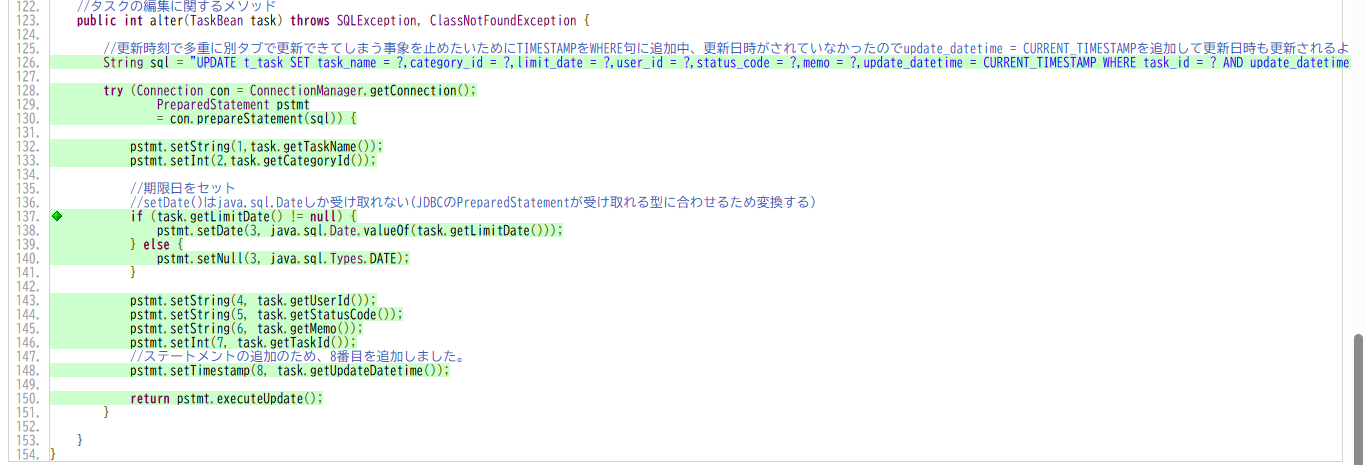 122. //タスクの編集に関するメソッド
123. public int alter(TaskBean task) throws SQLException, ClassNotFoundException {
124.
125. //更新時刻で多重に別タブで更新できてしまう事象を止めたいためにTIMESTAMPをWHERE句に追加中、更新日時がされていなかったのでupdate_datetime = CURRENT_TIMESTAMPを追加して更新日時も更新されるよ
126. String sql = "UPDATE t_task SET task_name = ?,category_id = ?,limit_date = ?,user_id = ?,status_code = ?,memo = ?,update_datetime = CURRENT_TIMESTAMP WHERE task_id = ? AND update_datetime
127.
128. try (Connection con = ConnectionManager.getConnection();
129. PreparedStatement pstmt
130. = con.prepareStatement(sql)) {
131.
132. pstmt.setString(1,task.getTaskName());
133. pstmt.setInt(2,task.getCategoryId());
134.
135. //期限日をセット
136. //setDate()はjava.sql.Dateしか受け取れない(JDBCのPreparedStatementが受け取れる型に合わせるため変換する)
137. if (task.getLimitDate() != null) {
138. pstmt.setDate(3, java.sql.Date.valueOf(task.getLimitDate()));
139. } else {
140. pstmt.setNull(3, java.sql.Types.DATE);
141. }
142.
143. pstmt.setString(4, task.getUserId());
144. pstmt.setString(5, task.getStatusCode());
145. pstmt.setString(6, task.getMemo());
146. pstmt.setInt(7, task.getTaskId());
147. //ステートメントの追加のため、8番目を追加しました。
148. pstmt.setTimestamp(8, task.getUpdateDatetime());
149.
150. return pstmt.executeUpdate();
151. }
152.
153. }
154. }